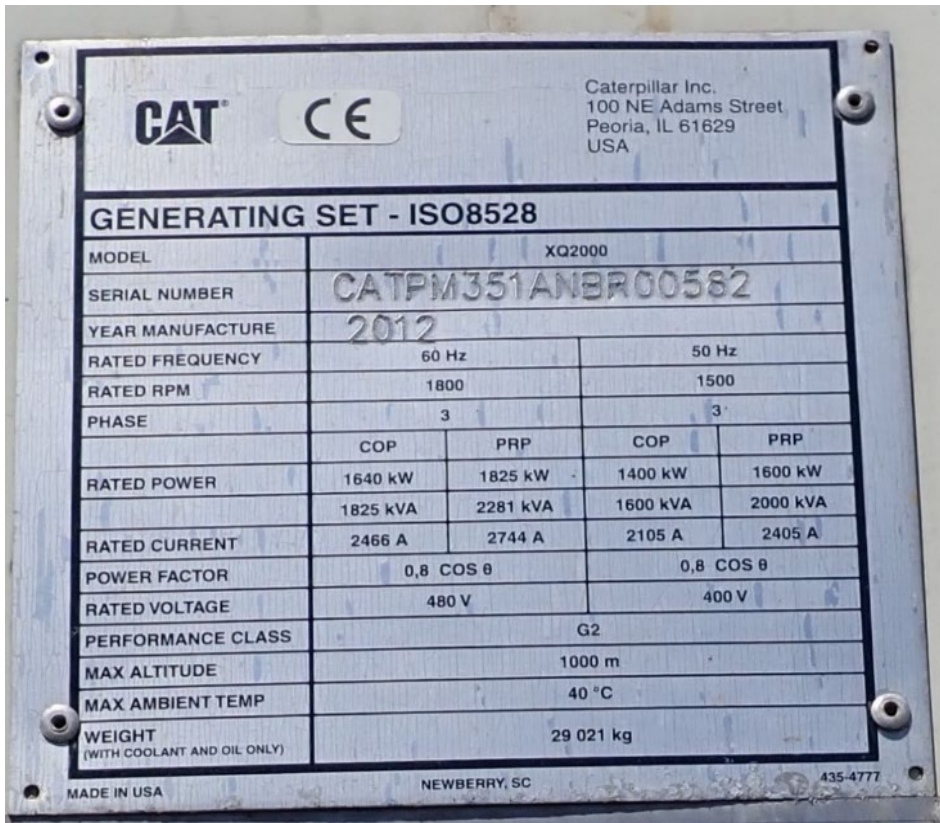 CAT
CE
Caterpillar Inc.
100 NE Adams Street
Peoria, IL 61629
USA
GENERATING SET - ISO8528
MODEL XQ2000
SERIAL NUMBER CATPM351ANBR00582
YEAR MANUFACTURE 2012
RATED FREQUENCY 60 Hz 50 Hz
RATED RPM 1800 1500
PHASE 3 3
COP PRP COP PRP
RATED POWER 1640 kW 1825 kW 1400 kW 1600 kW
1825 kVA 2281 kVA 1600 kVA 2000 kVA
RATED CURRENT 2466 A 2744 A 2105 A 2405 A
POWER FACTOR 0,8 COS θ 0,8 COS θ
RATED VOLTAGE 480 V 400 V
PERFORMANCE CLASS G2
MAX ALTITUDE 1000 m
MAX AMBIENT TEMP 40 °C
WEIGHT 29 021 kg
(WITH COOLANT AND OIL ONLY)
MADE IN USA NEWBERRY, SC 435-4777